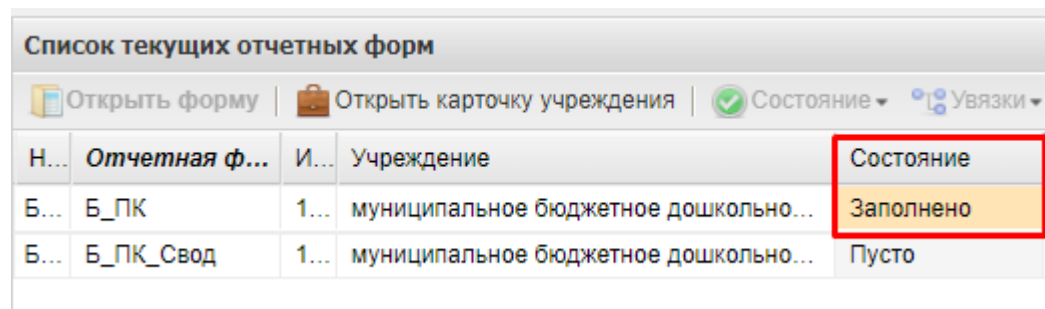 Список текущих отчетных форм
Открыть форму Открыть карточку учреждения Состояние Увязки
Н... Отчетная ф... И... Учреждение Состояние
Б... Б_ПК 1... муниципальное бюджетное дошкольно... Заполнено
Б... Б_ПК_Свод 1... муниципальное бюджетное дошкольно... Пусто